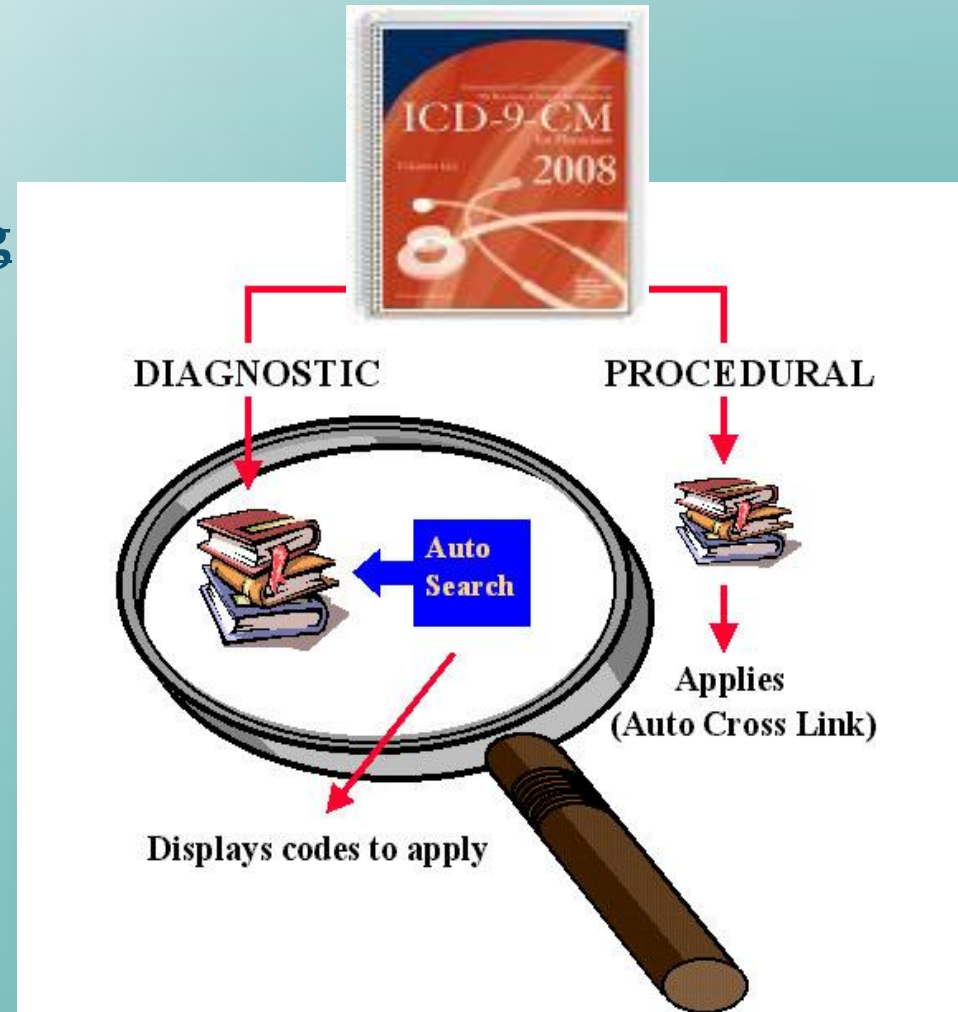 ICD-9-CM
2008
g
DIAGNOSTIC
PROCEDURAL
Auto
Search
Applies
(Auto Cross Link)
Displays codes to apply